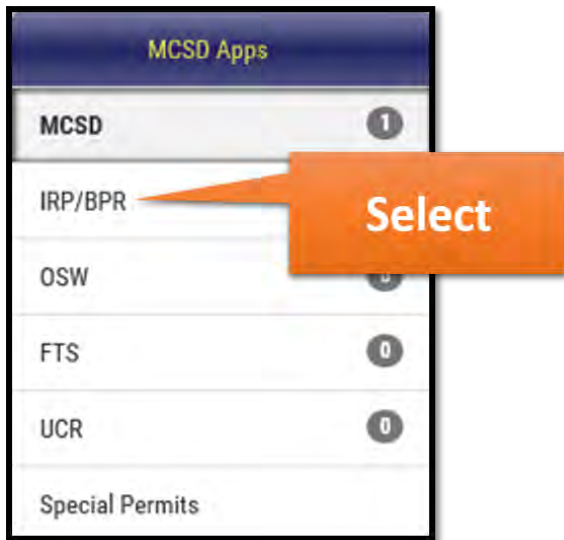 MCSD Apps
MCSD 1
IRP/BPR
Select
OSW
FTS 0
UCR 0
Special Permits